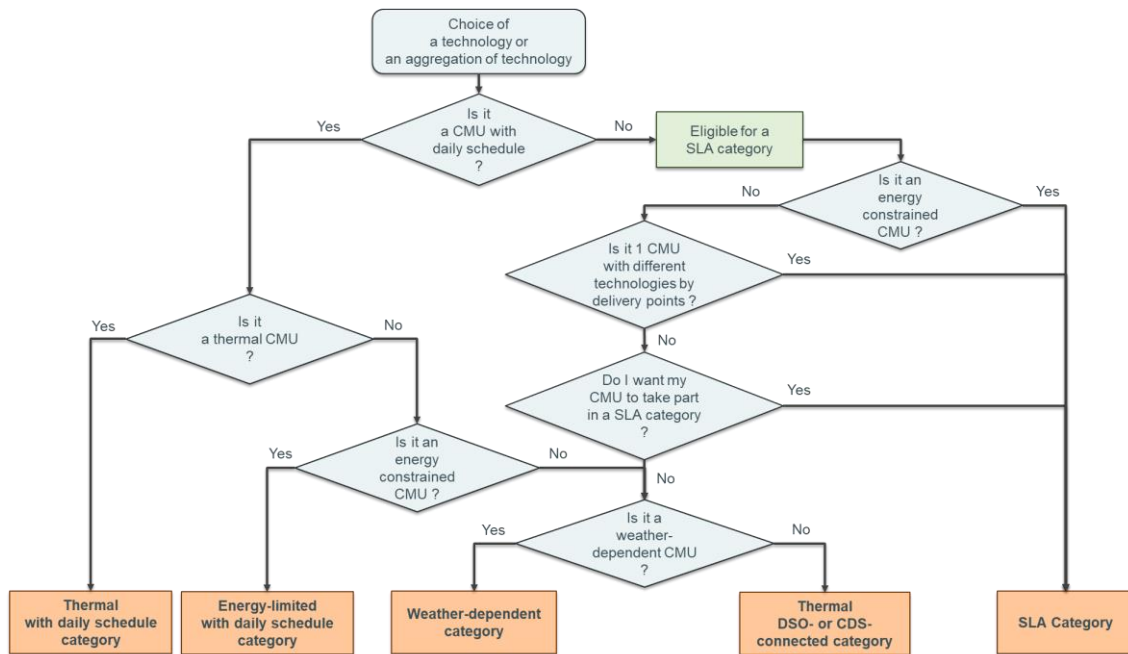 Choice of
a technology or
an aggregation of technology
Is it
a CMU with
daily schedule
?
Yes
No
Eligible for a
SLA category
Is it an
energy
constrained
CMU ?
No
Yes
Is it 1 CMU
with different
technologies by
delivery points ?
Yes
No
Is it
a thermal CMU
?
Yes
No
Do I want my
CMU to take part
in a SLA category
?
Yes
No
Is it an
energy
constrained
CMU ?
Yes
No
Is it a
weather-
dependent CMU
?
Yes
No
Thermal
with daily schedule
category
Energy-limited
with daily schedule
category
Weather-dependent
category
Thermal
DSO- or CDS-
connected category
SLA Category